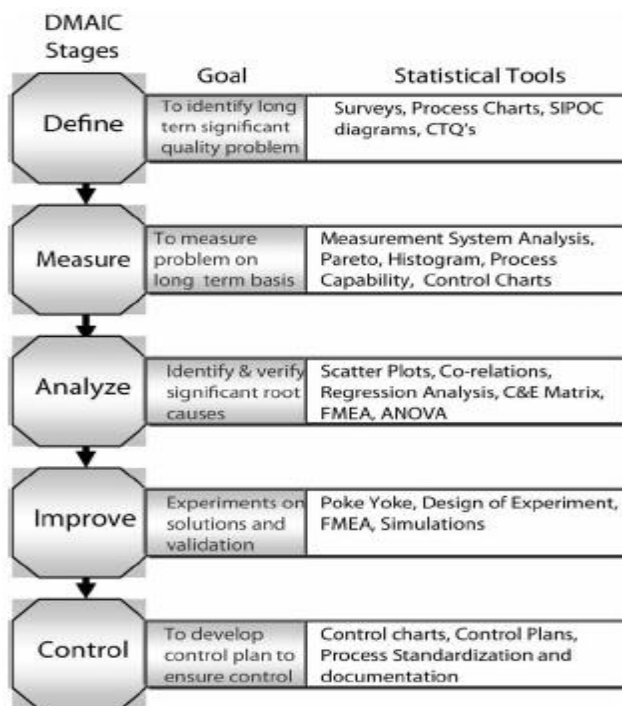 DMAIC
Stages
Goal
Statistical Tools
Define
To identify long
tern significant
quality problem
Surveys, Process Charts, SIPOC
diagrams, CTQ's
Measure
To measure
problem on
long term basis
Measurement System Analysis,
Pareto, Histogram, Process
Capability, Control Charts
Analyze
Identify & verify
significant root
causes
Scatter Plots, Co-relations,
Regression Analysis, C&E Matrix,
FMEA, ANOVA
Improve
Experiments on
solutions and
validation
Poke Yoke, Design of Experiment,
FMEA, Simulations
Control
To develop
control plan to
ensure control
Control charts, Control Plans,
Process Standardization and
documentation